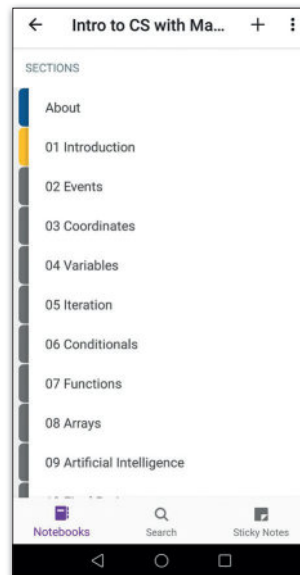 Intro to CS with Ma...
SECTIONS
About
01 Introduction
02 Events
03 Coordinates
04 Variables
05 Iteration
06 Conditionals
07 Functions
08 Arrays
09 Artificial Intelligence
Notebooks
Search
Sticky Notes